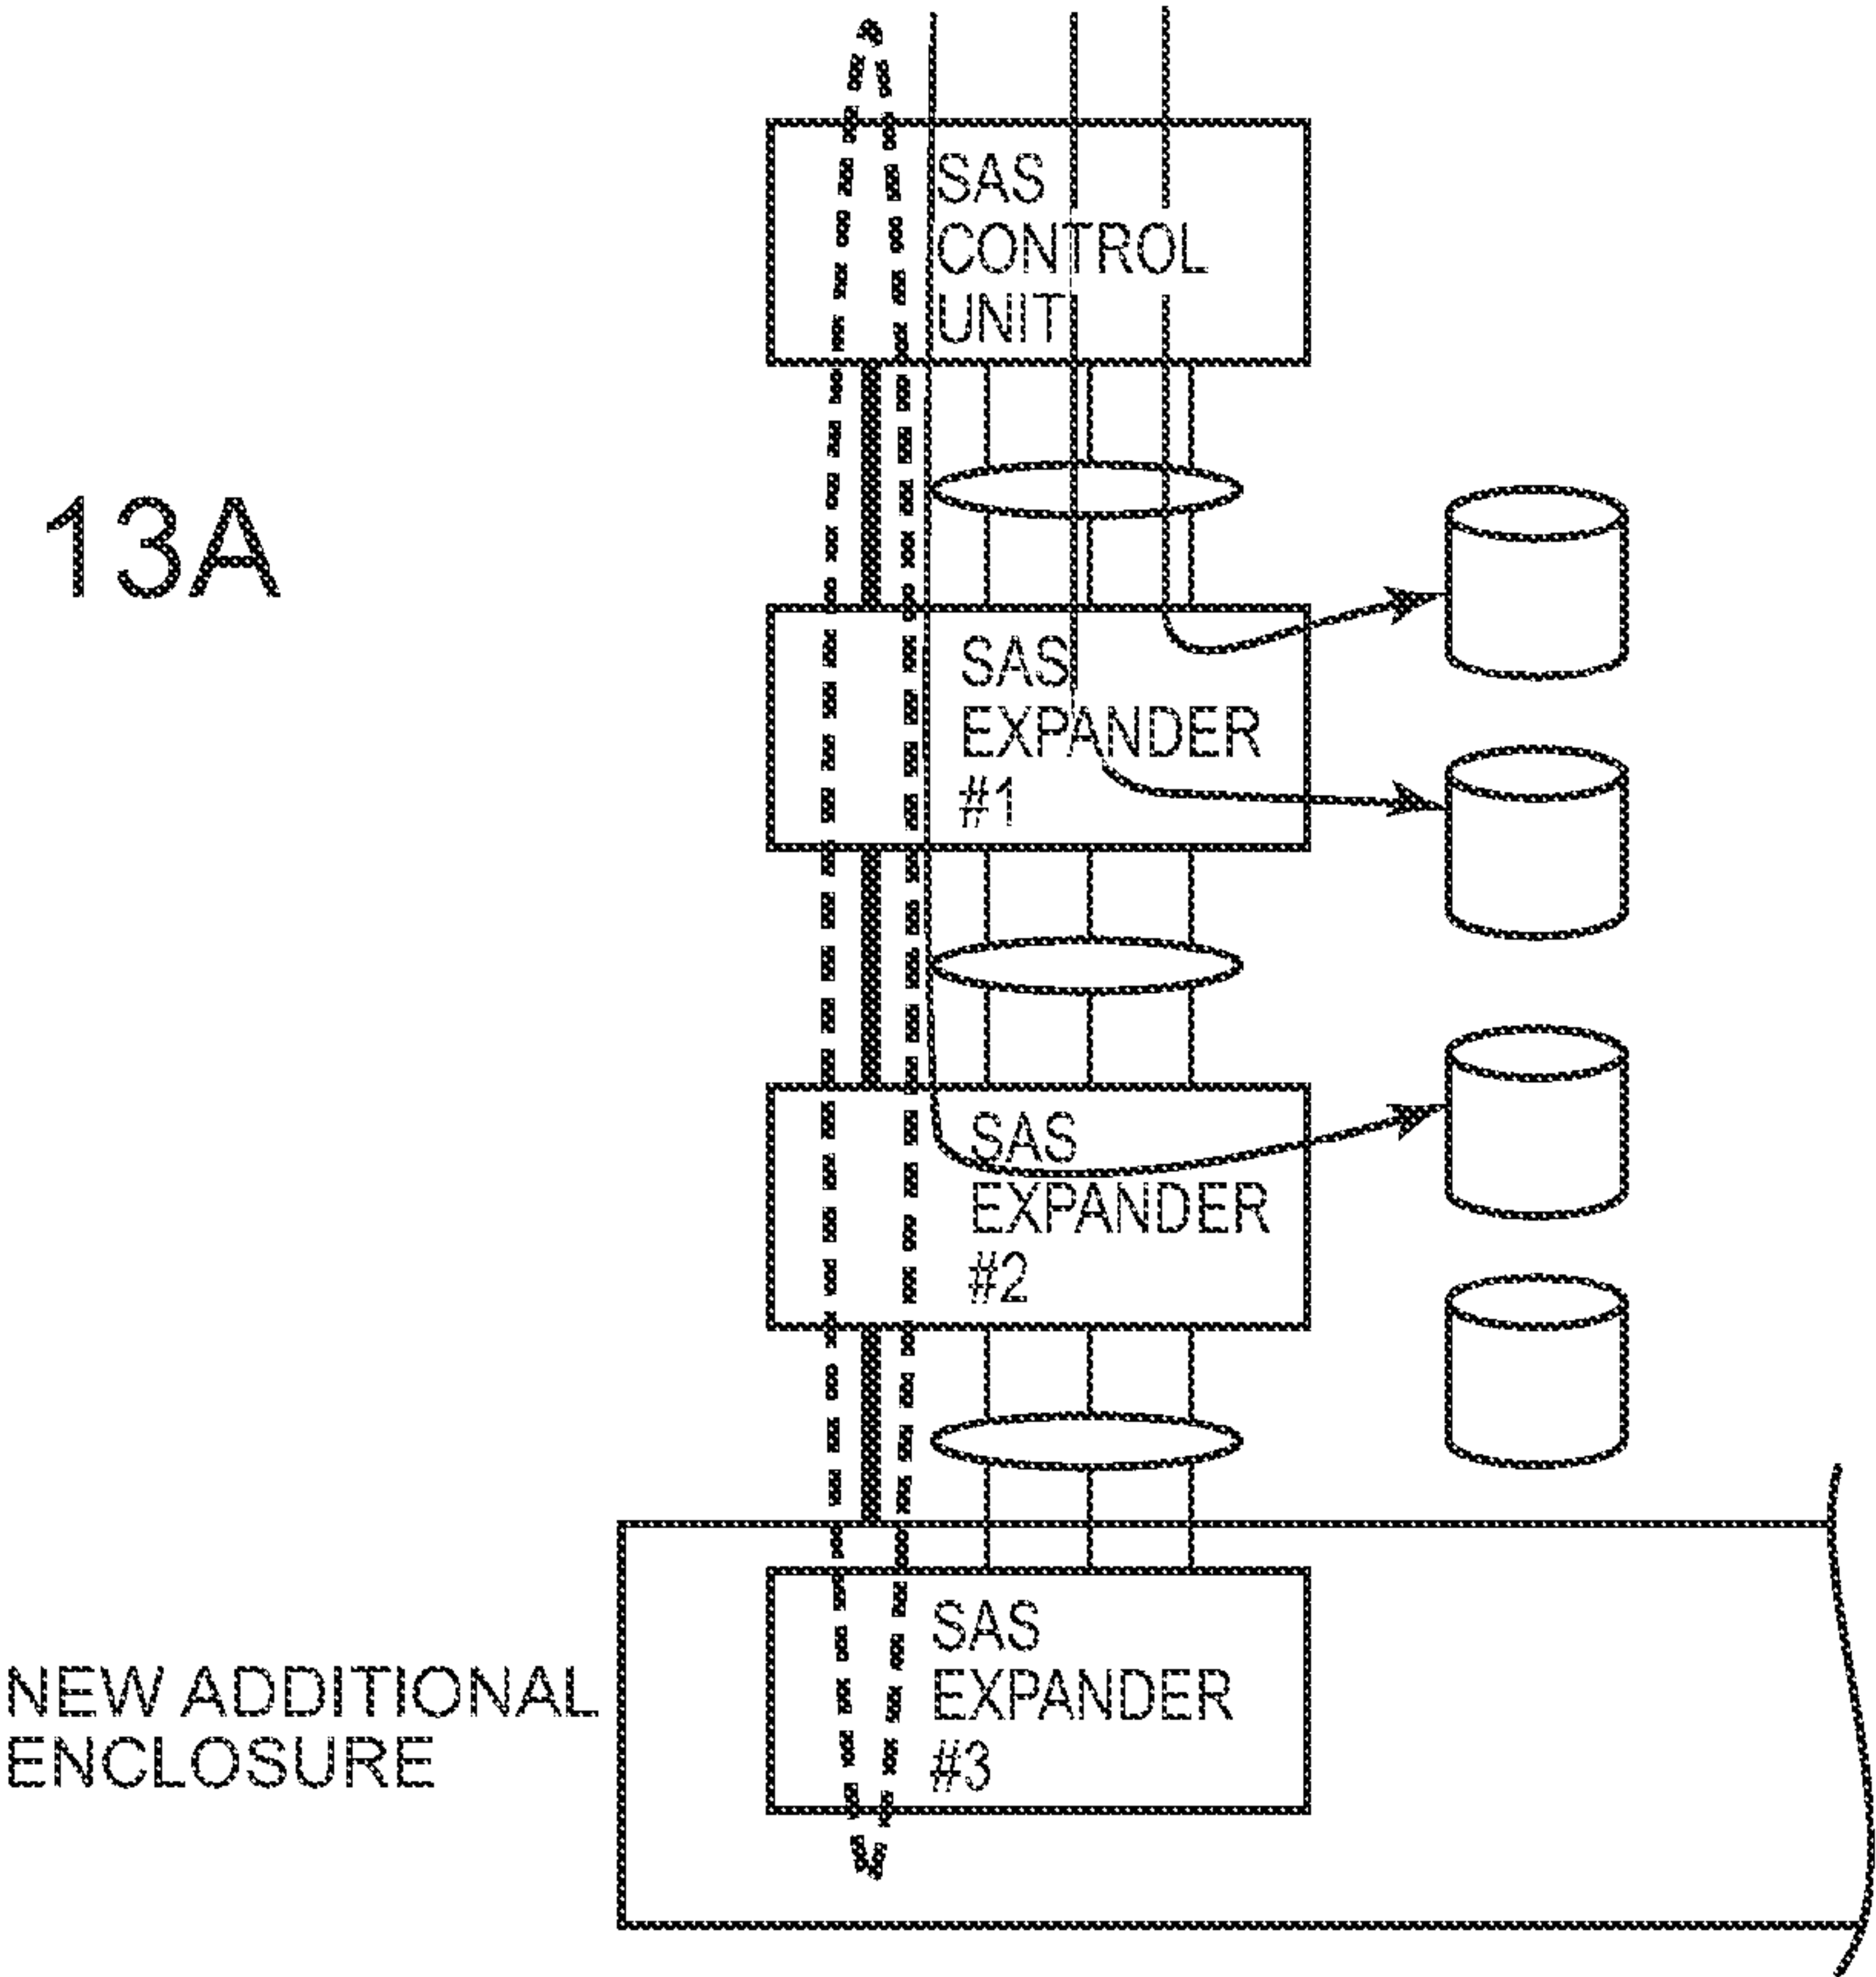 SAS
CONTROL
UNIT
13A
SAS
EXPANDER
#1
SAS
EXPANDER
#2
SAS
EXPANDER
#3
NEW ADDITIONAL
ENCLOSURE